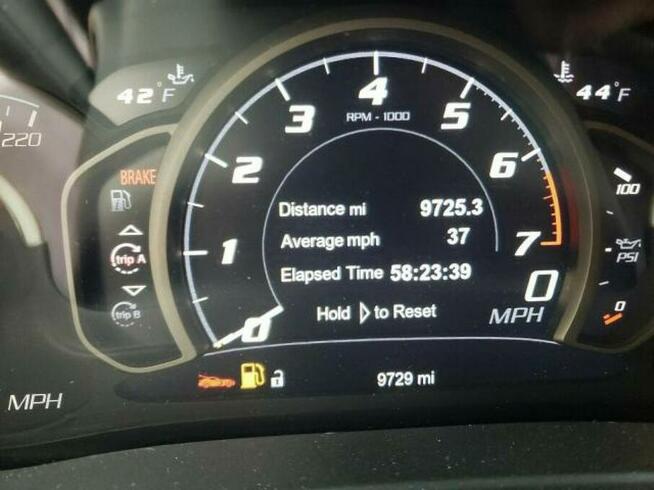 42°F
44°F
4
3
5
RPM - 1000
220
BRAKE
2
6
100
Distance mi 9725.3
Average mph 37
trip A
1
7
PSI
Elapsed Time 58:23:39
0
trip B
Hold ▷ to Reset
0
MPH
0
9729 mi
MPH